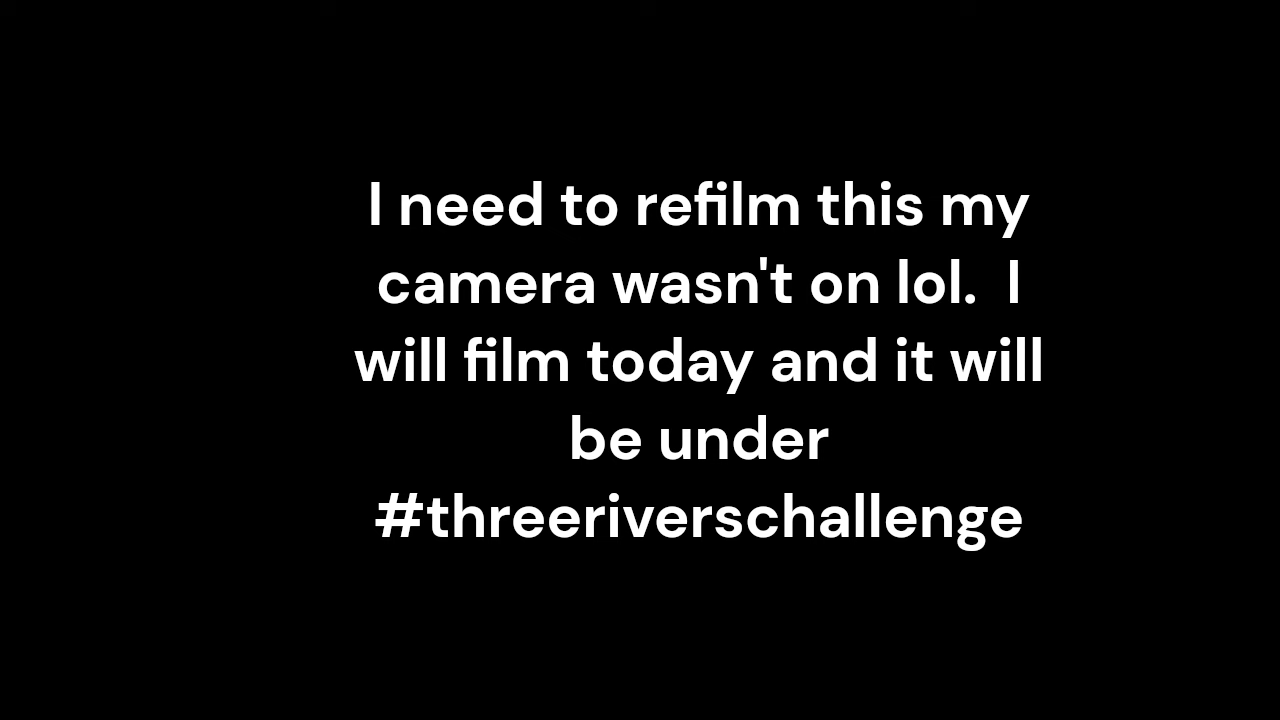 I need to refilm this my
camera wasn't on lol.  I
will film today and it will
be under
#threeriverschallenge